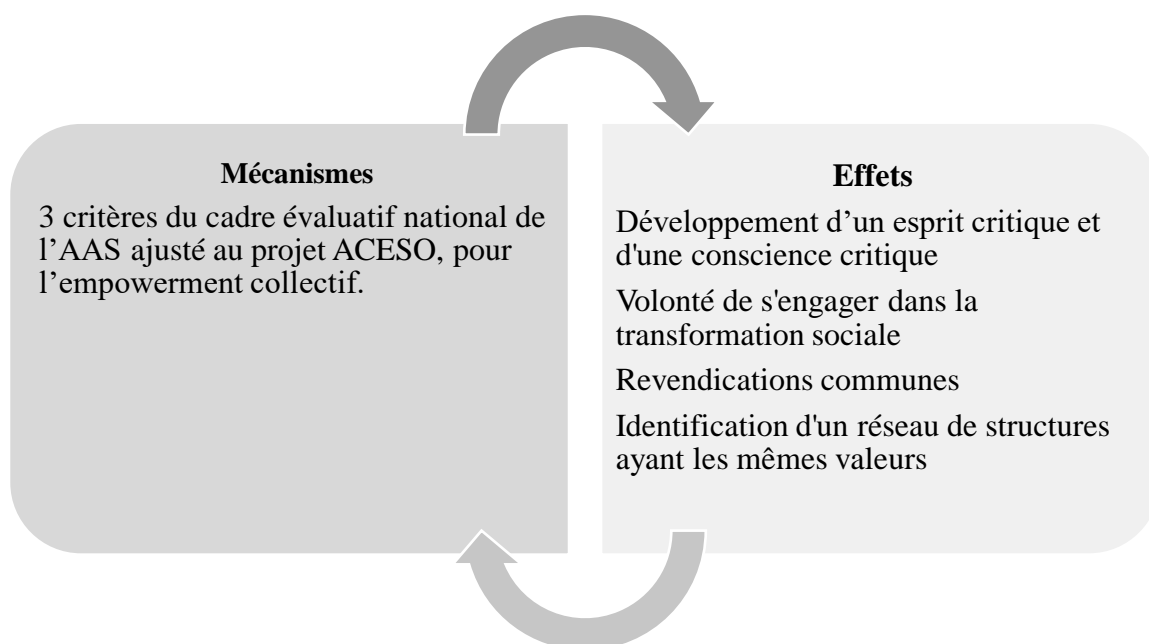 Mécanismes
3 critères du cadre évaluatif national de
l’AAS ajusté au projet ACESO, pour
l’empowerment collectif.
Effets
Développement d’un esprit critique et
d'une conscience critique
Volonté de s'engager dans la
transformation sociale
Revendications communes
Identification d'un réseau de structures
ayant les mêmes valeurs